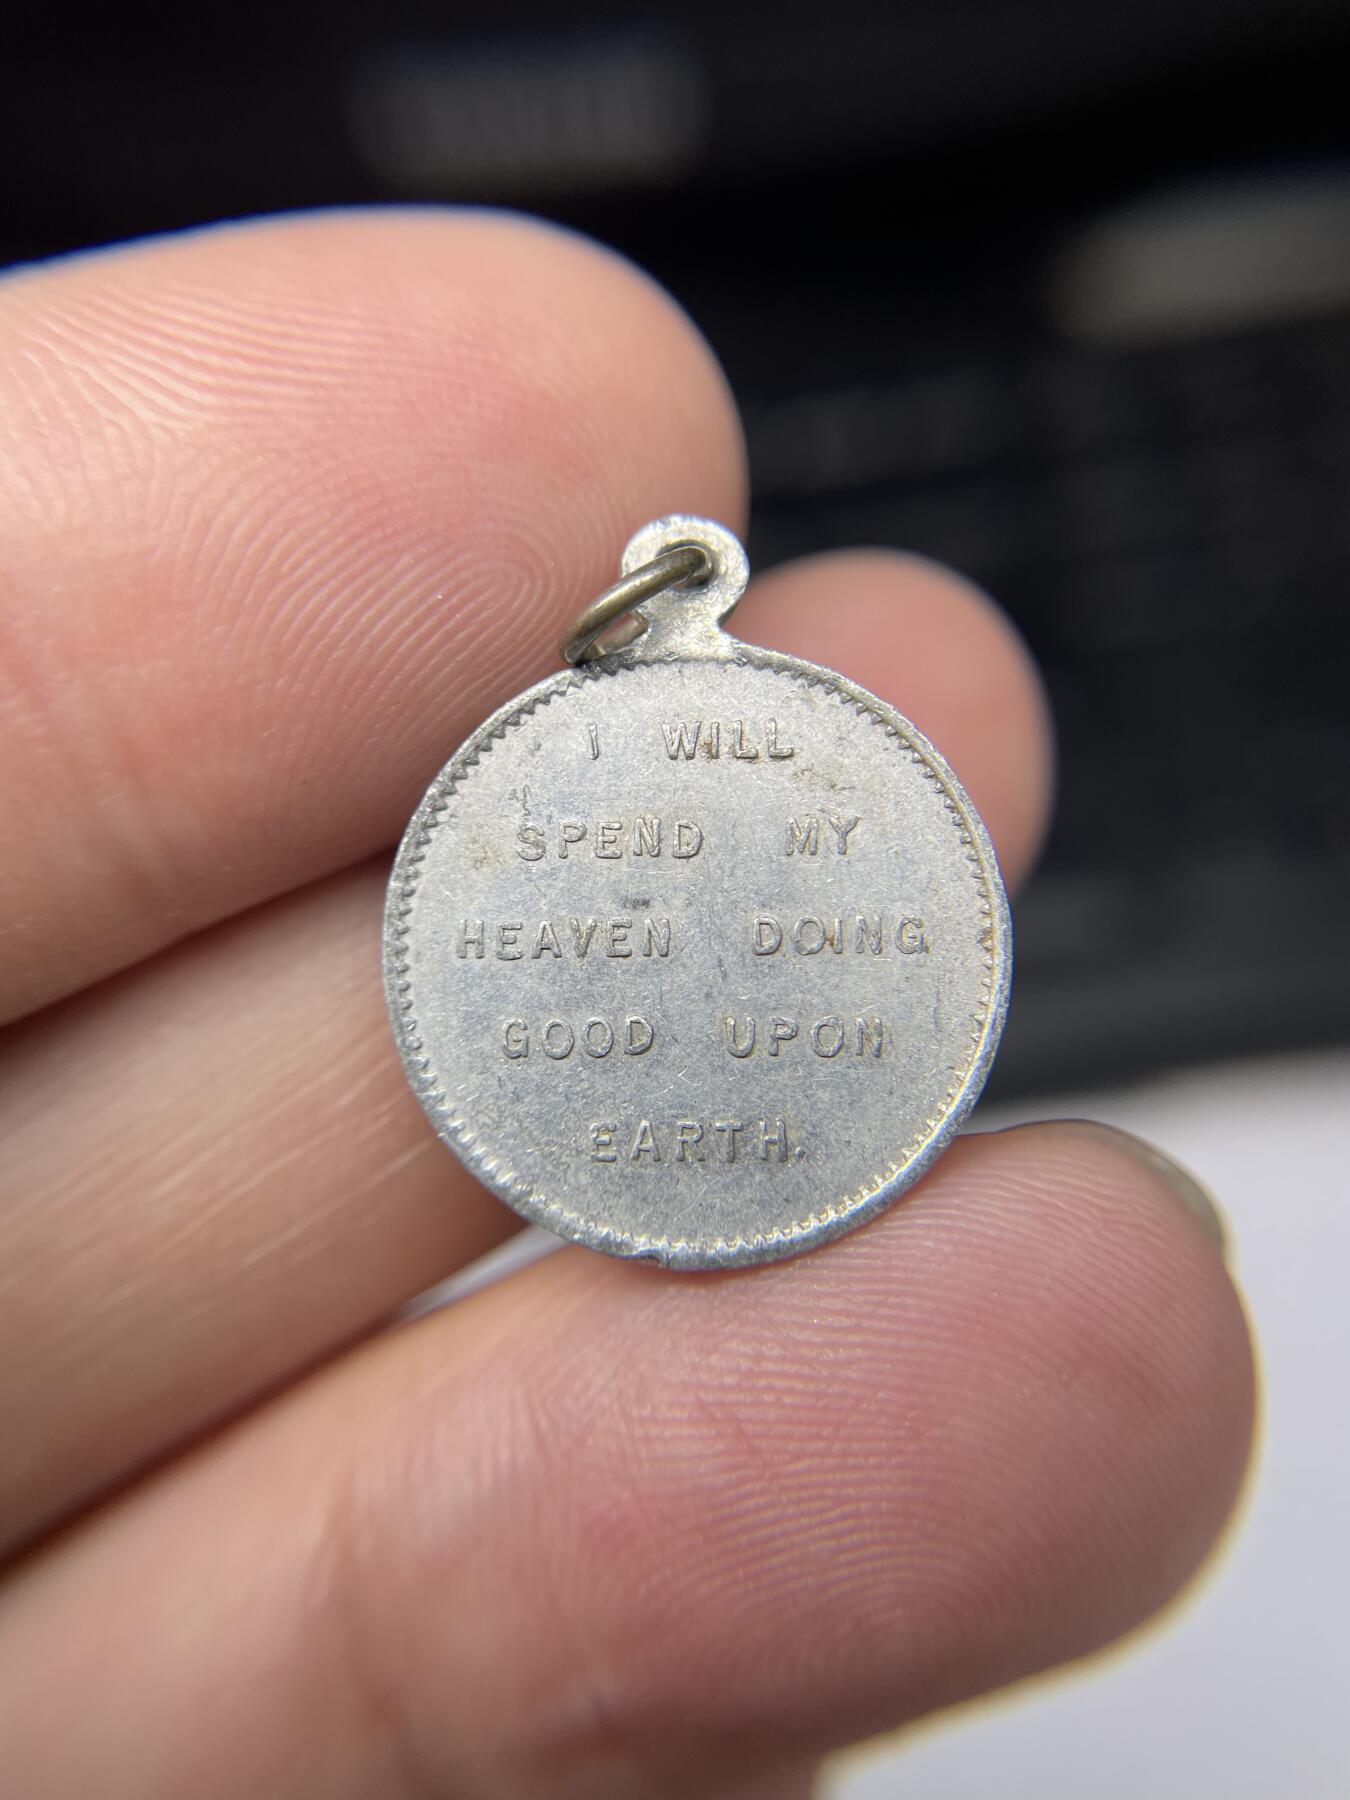 I WILL
SPEND MY
HEAVEN DOING
GOOD UPON
EARTH.